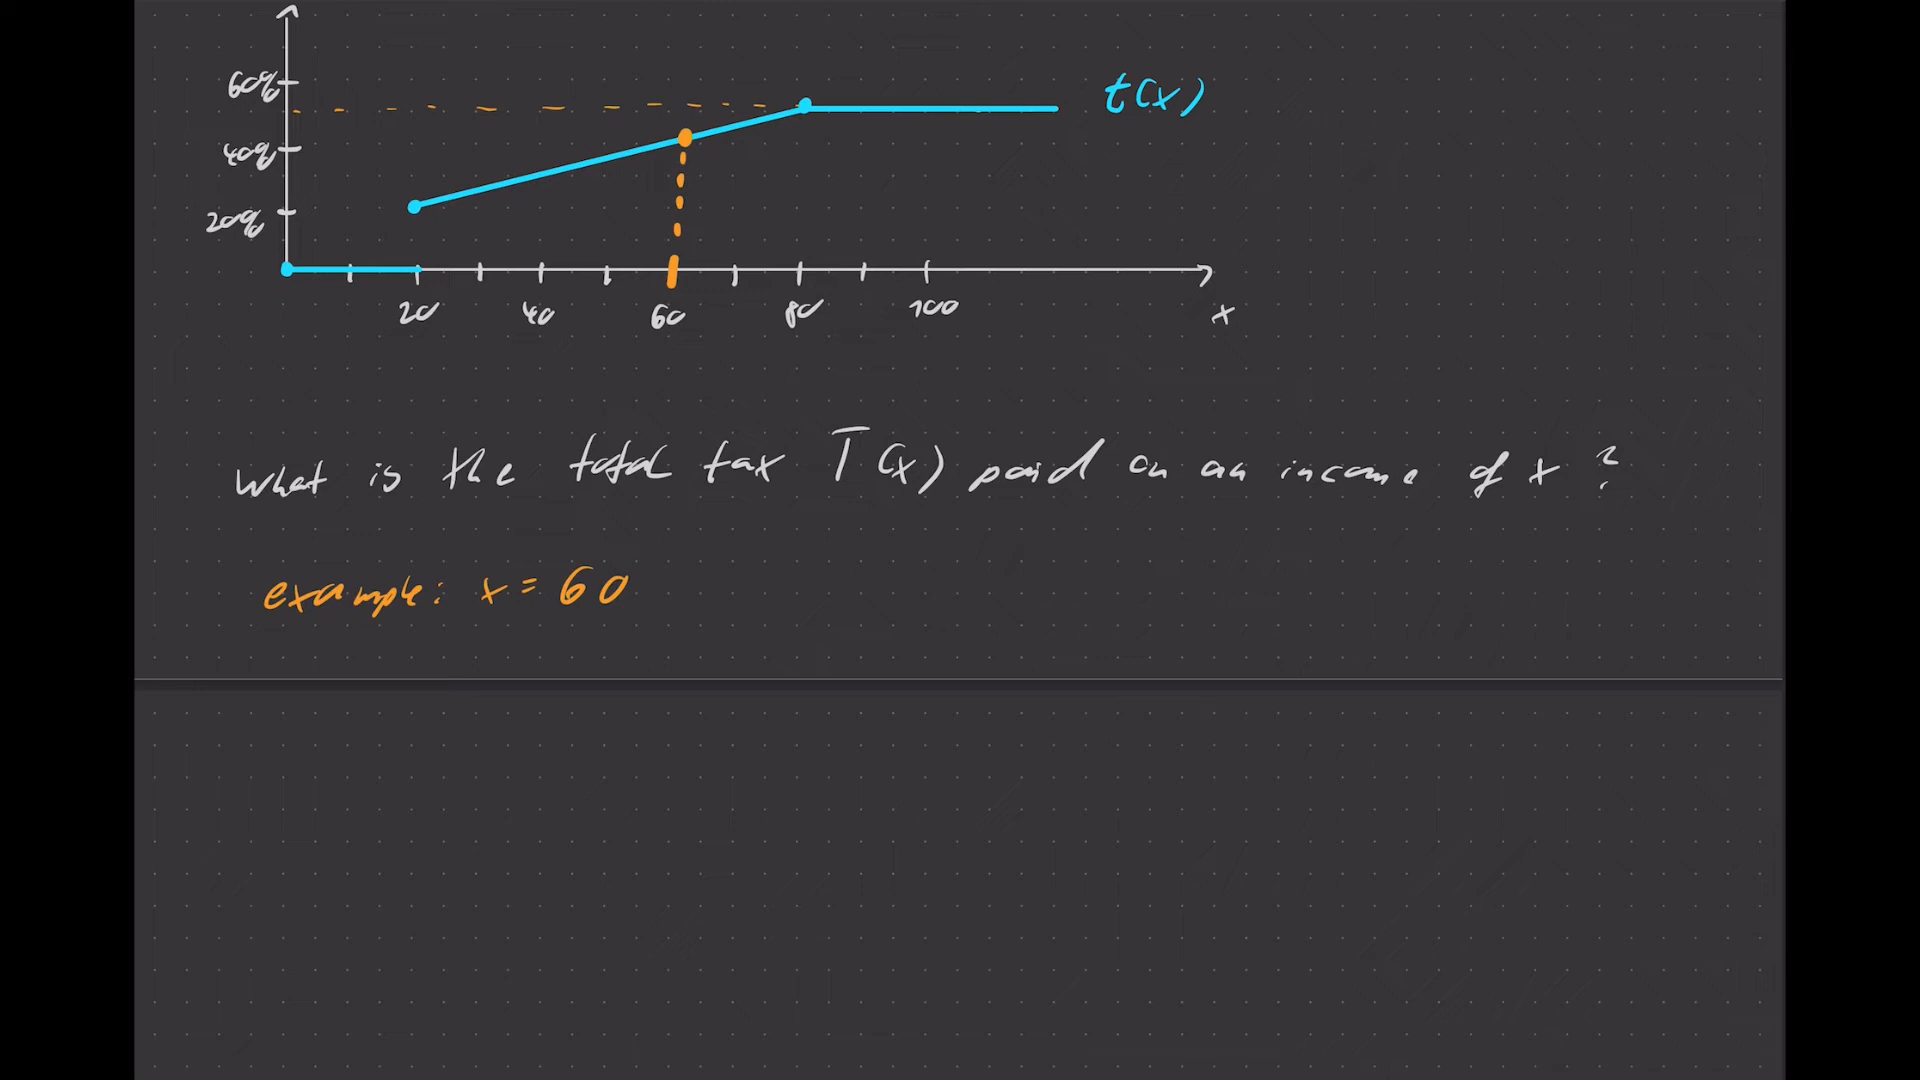 60%
t(x)
40%
20%
20 40 60 80 100
x
What is the total tax T(x) paid on an income of x ?
example: x = 60